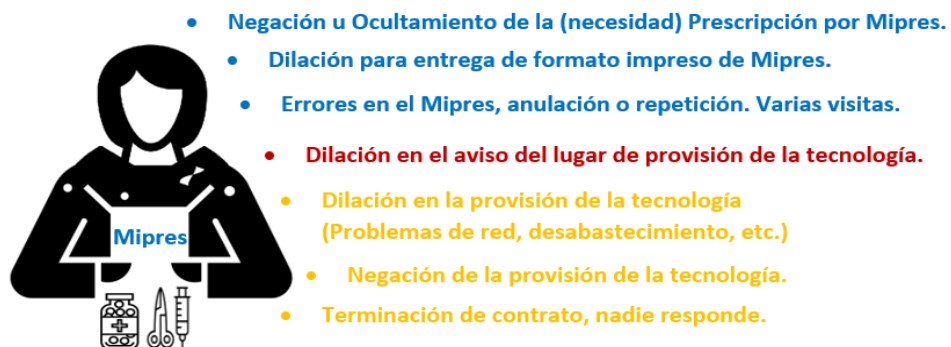 • Negación u Ocultamiento de la (necesidad) Prescripción por Mipres.
• Dilación para entrega de formato impreso de Mipres.
• Errores en el Mipres, anulación o repetición. Varias visitas.
• Dilación en el aviso del lugar de provisión de la tecnología.
• Dilación en la provisión de la tecnología
(Problemas de red, desabastecimiento, etc.)
Mipres
• Negación de la provisión de la tecnología.
• Terminación de contrato, nadie responde.